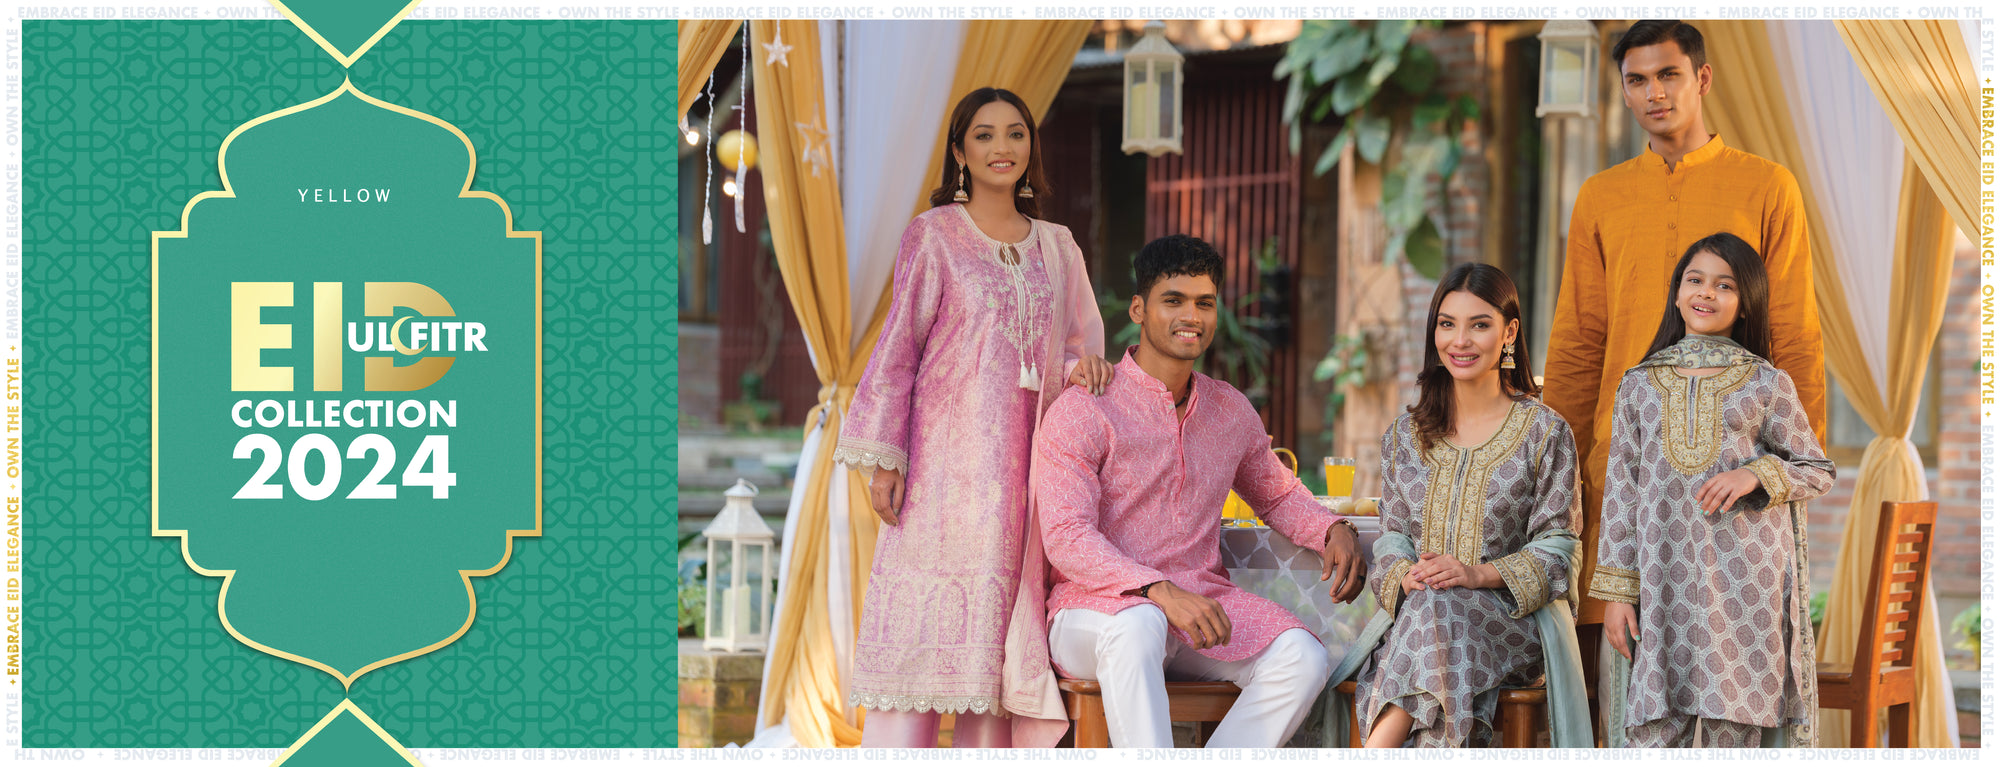 EMBRACE EID ELEGANCE + OWN THE STYLE + EMBRACE EID ELEGANCE + OWN THE STYLE + EMBRACE EID ELEGANCE + OWN TH
YELLOW
EID
UL FITR
COLLECTION
2024
E STYLE + EMBRACE EID ELEGANCE + OWN THE STYLE + EMBRACE EID ELEGANCE + OWN THE STYLE +
EMBRACE EID ELEGANCE + OWN THE STYLE + EMBRACE EID ELEGANCE + OWN THE STYLE
E STYLE + EMBRACE EID ELEGANCE + OWN THE STYLE + EMBRACE EID ELEGANCE + OWN THE STYLE